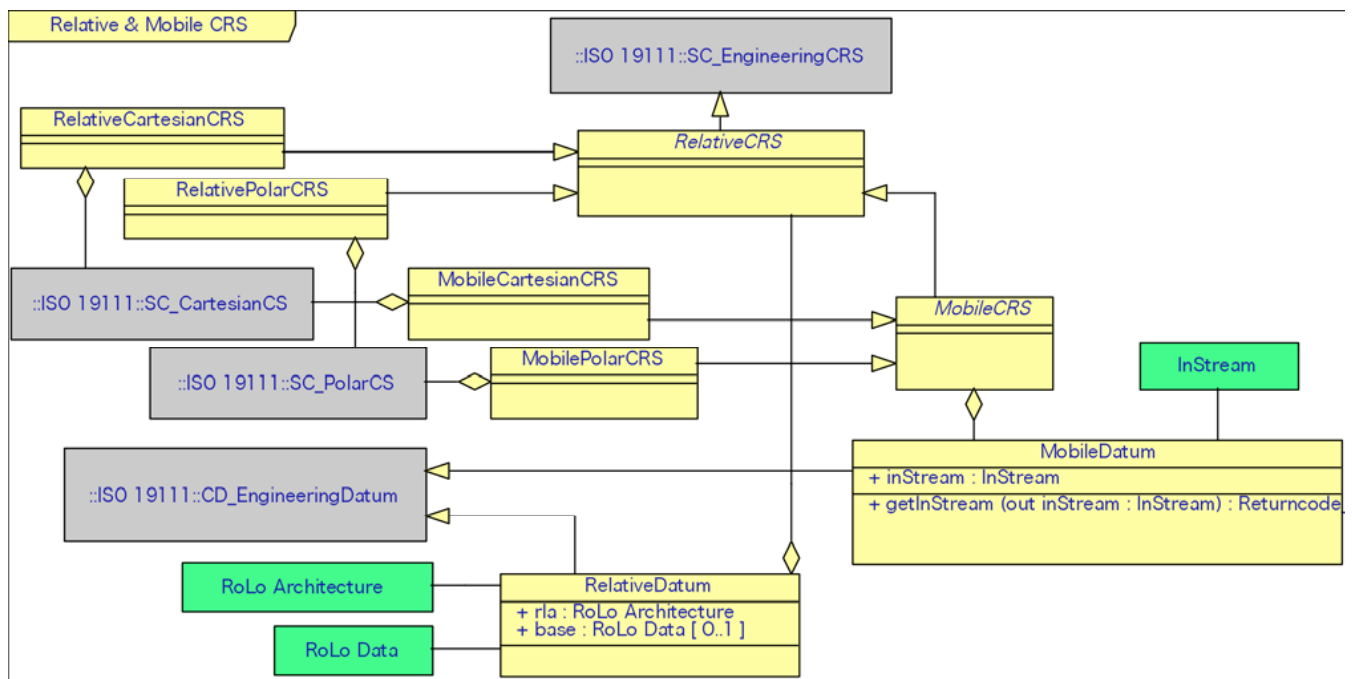 Relative & Mobile CRS
::ISO 19111::SC_EngineeringCRS
RelativeCartesianCRS
RelativeCRS
RelativePolarCRS
MobileCartesianCRS
::ISO 19111::SC_CartesianCS
MobileCRS
MobilePolarCRS
::ISO 19111::SC_PolarCS
InStream
MobileDatum
+ inStream : InStream
+ getInStream (out inStream : InStream) : Returncode_
::ISO 19111::CD_EngineeringDatum
RoLo Architecture
RelativeDatum
+ rla : RoLo Architecture
+ base : RoLo Data [ 0..1 ]
RoLo Data